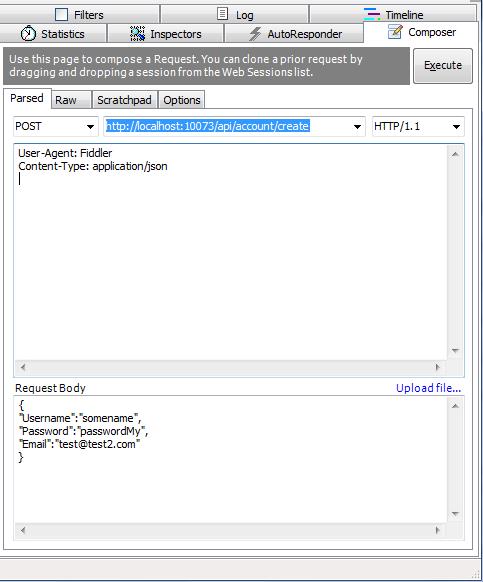 Filters Log Timeline
Statistics Inspectors AutoResponder Composer
Use this page to compose a Request. You can clone a prior request by
dragging and dropping a session from the Web Sessions list.
Execute
Parsed Raw Scratchpad Options
POST http://localhost:10073/api/account/create HTTP/1.1
User-Agent: Fiddler
Content-Type: application/json
Request Body Upload file...
{
"Username":"somename",
"Password":"passwordMy",
"Email":"test@test2.com"
}